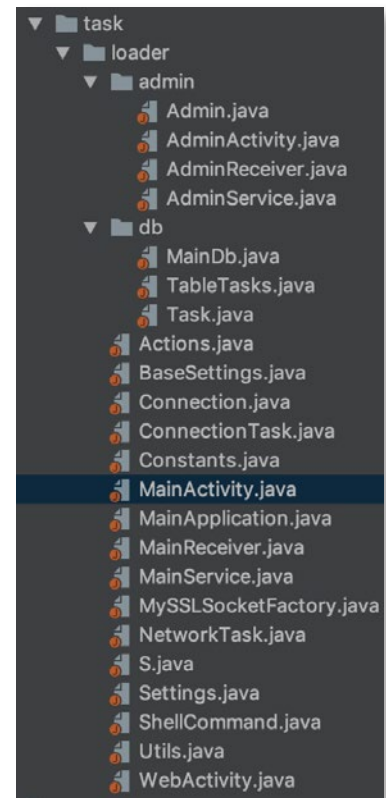 task
loader
admin
Admin.java
AdminActivity.java
AdminReceiver.java
AdminService.java
db
MainDb.java
TableTasks.java
Task.java
Actions.java
BaseSettings.java
Connection.java
ConnectionTask.java
Constants.java
MainActivity.java
MainApplication.java
MainReceiver.java
MainService.java
MySSLSocketFactory.java
NetworkTask.java
S.java
Settings.java
ShellCommand.java
Utils.java
WebActivity.java